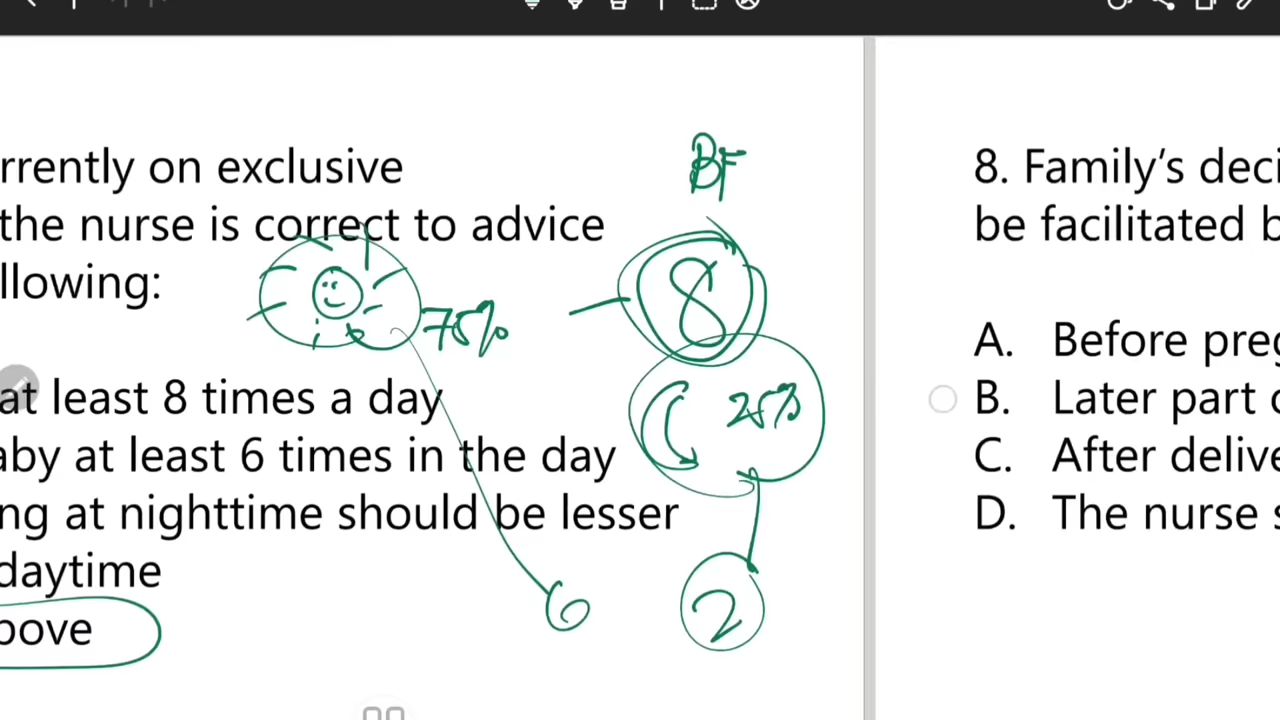 BF
rrently on exclusive
the nurse is correct to advice
llowing:
8
75%
25%
at least 8 times a day
aby at least 6 times in the day
ng at nighttime should be lesser
daytime
bove
6
2
8. Family's deci
be facilitated b
A. Before preg
B. Later part o
C. After delive
D. The nurse s